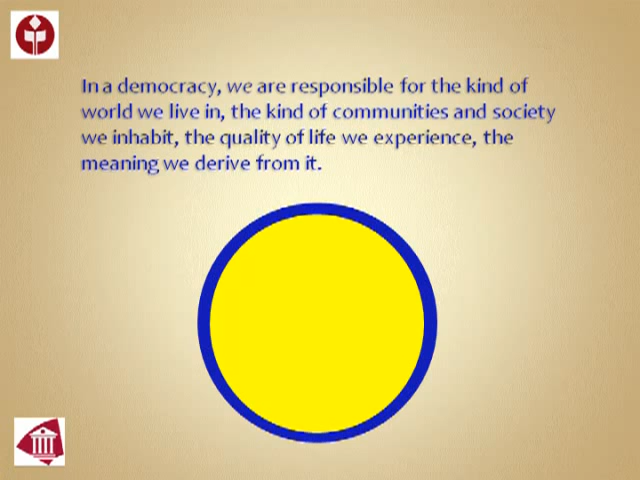 In a democracy, we are responsible for the kind of
world we live in, the kind of communities and society
we inhabit, the quality of life we experience, the
meaning we derive from it.